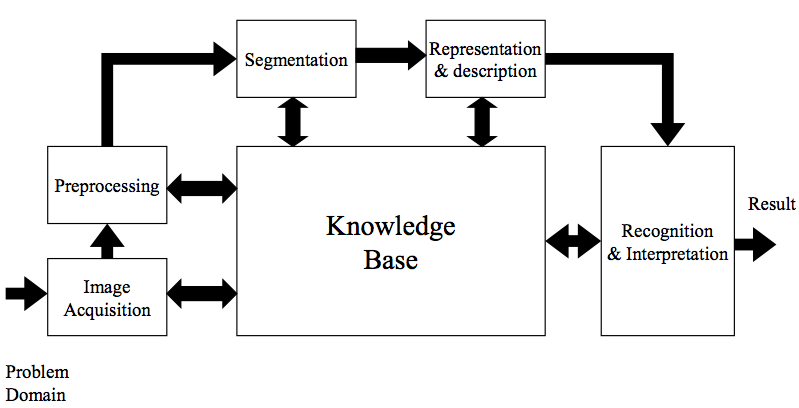 Segmentation
Representation
& description
Preprocessing
Knowledge
Base
Recognition
& Interpretation
Result
Image
Acquisition
Problem
Domain